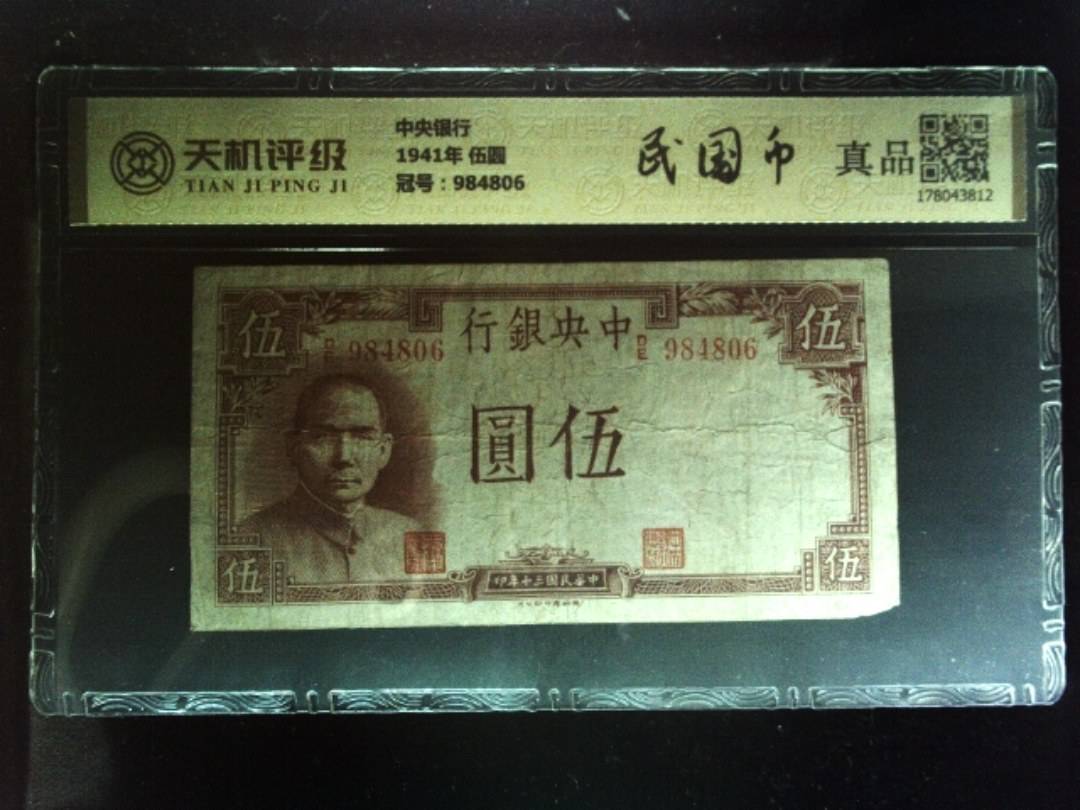 天机评级
TIAN JI PING JI
中央银行
1941年 伍圆
冠号：984806
民国币
真品
178043812
伍
行銀央中
伍
984806
984806
圓伍
伍
印年十三國民華中
伍